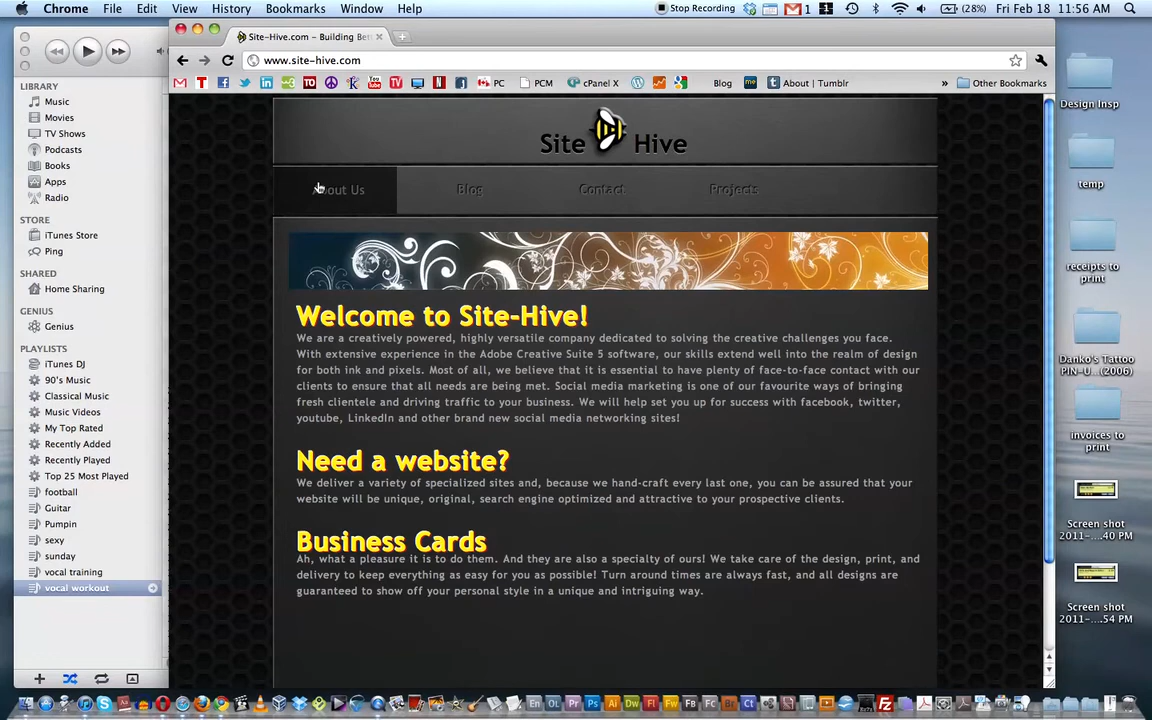 Chrome File Edit View History Bookmarks Window Help
Stop Recording 1 (28%) Fri Feb 18 11:56 AM
Site-Hive.com – Building Bet
www.site-hive.com
PC PCM cPanel X Blog About | Tumblr » Other Bookmarks
LIBRARY
Music
Movies
TV Shows
Podcasts
Books
Apps
Radio
STORE
iTunes Store
Ping
SHARED
Home Sharing
GENIUS
Genius
PLAYLISTS
iTunes DJ
90's Music
Classical Music
Music Videos
My Top Rated
Recently Added
Recently Played
Top 25 Most Played
football
Guitar
Pumpin
sexy
sunday
vocal training
vocal workout
Site Hive
About Us Blog Contact Projects
Welcome to Site-Hive!
We are a creatively powered, highly versatile company dedicated to solving the creative challenges you face.
With extensive experience in the Adobe Creative Suite 5 software, our skills extend well into the realm of design
for both ink and pixels. Most of all, we believe that it is essential to have plenty of face-to-face contact with our
clients to ensure that all needs are being met. Social media marketing is one of our favourite ways of bringing
fresh clientele and driving traffic to your business. We will help set you up for success with facebook, twitter,
youtube, LinkedIn and other brand new social media networking sites!
Need a website?
We deliver a variety of specialized sites and, because we hand-craft every last one, you can be assured that your
website will be unique, original, search engine optimized and attractive to your prospective clients.
Business Cards
Ah, what a pleasure it is to do them. And they are also a specialty of ours! We take care of the design, print, and
delivery to keep everything as easy for you as possible! Turn around times are always fast, and all designs are
guaranteed to show off your personal style in a unique and intriguing way.
Design Insp
temp
receipts to
print
Danko's Tattoo
PIN-U...(2006)
invoices to
print
Screen shot
2011-....40 PM
Screen shot
2011-....54 PM